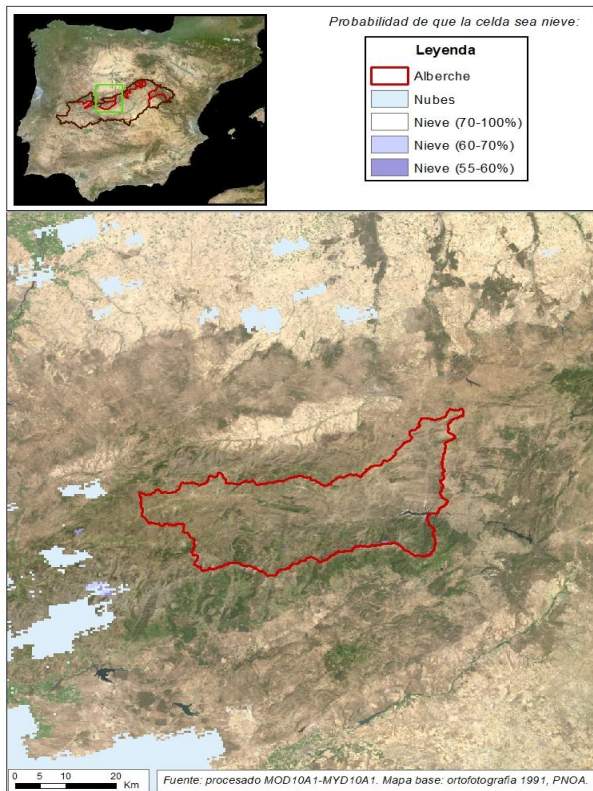 Probabilidad de que la celda sea nieve:
Leyenda
Alberche
Nubes
Nieve (70-100%)
Nieve (60-70%)
Nieve (55-60%)
0 5 10 20
Km
Fuente: procesado MOD10A1-MYD10A1. Mapa base: ortofotografia 1991, PNOA.